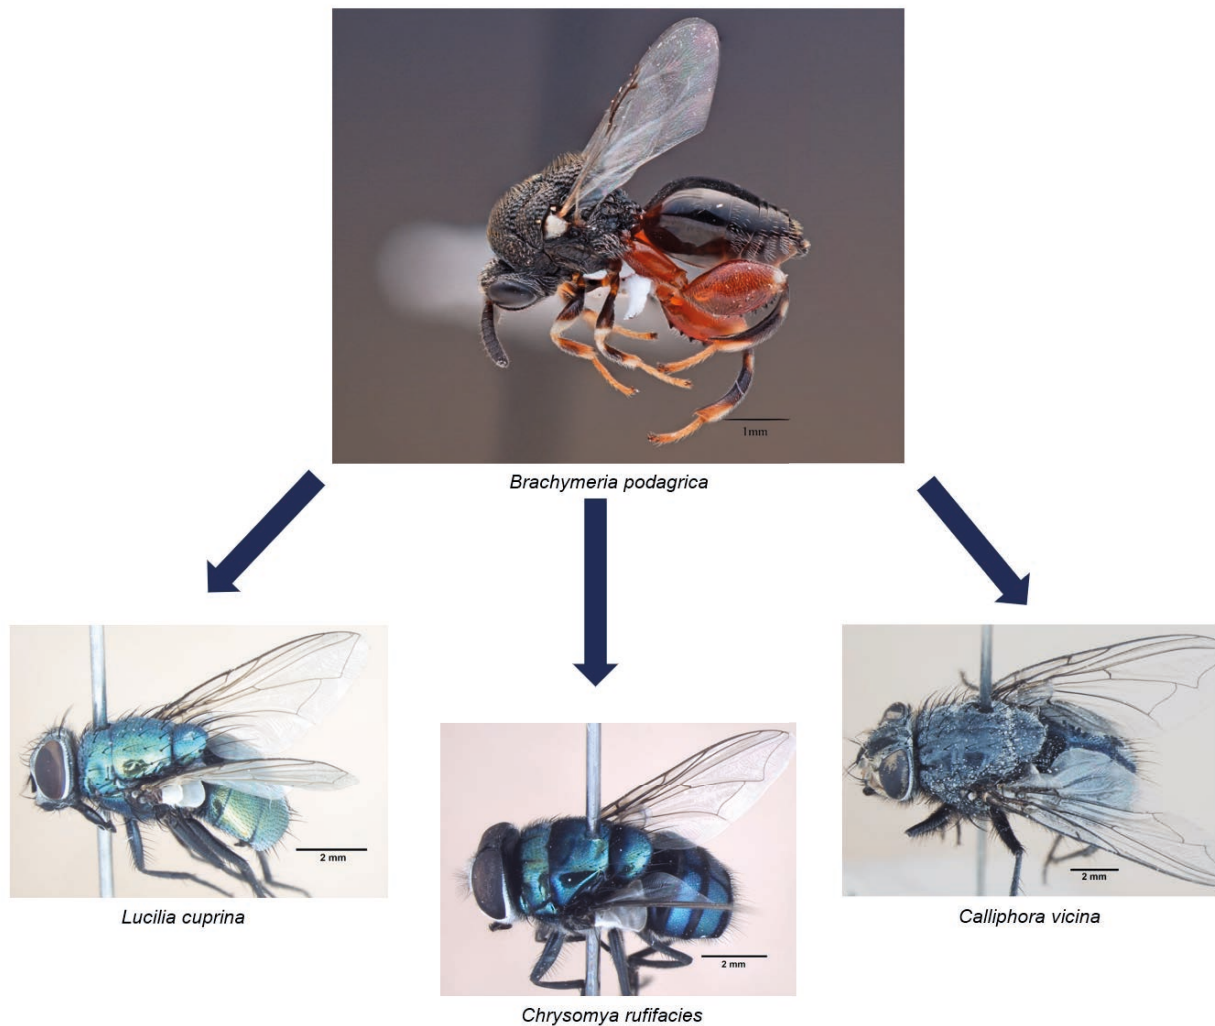 1mm
Brachymeria podagrica
2 mm
Lucilia cuprina
2 mm
Calliphora vicina
2 mm
Chrysomya rufifacies